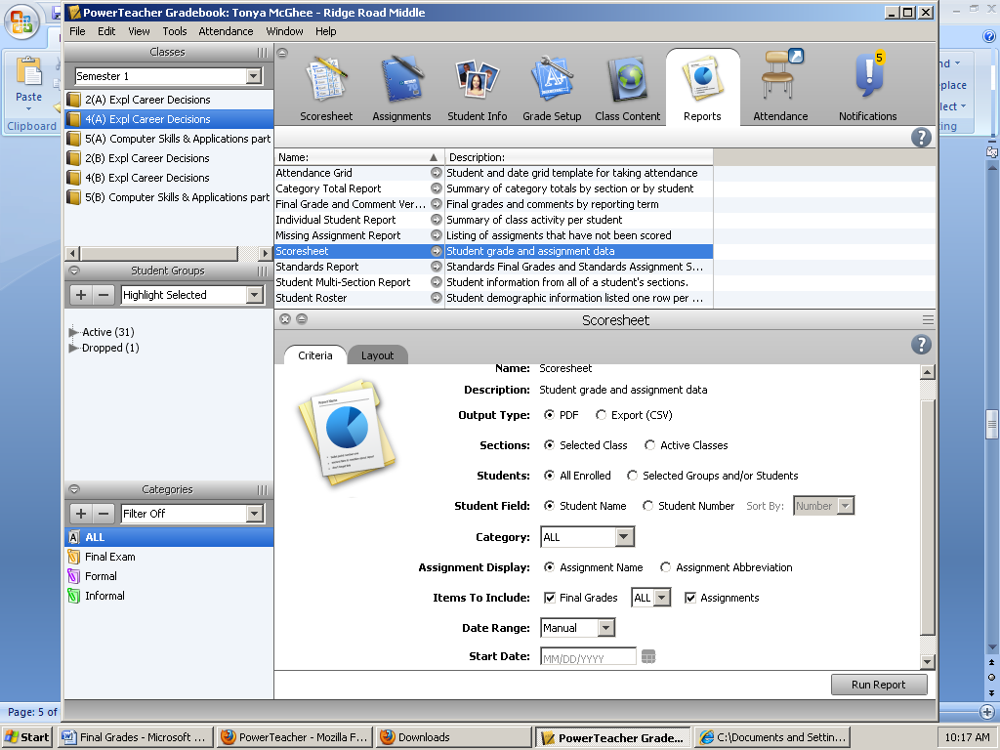 PowerTeacher Gradebook: Tonya McGhee - Ridge Road Middle
File Edit View Tools Attendance Window Help
Paste
Clipboard
Classes
Semester 1
2(A) Expl Career Decisions
4(A) Expl Career Decisions
5(A) Computer Skills & Applications part
2(B) Expl Career Decisions
4(B) Expl Career Decisions
5(B) Computer Skills & Applications part
Student Groups
Highlight Selected
Active (31)
Dropped (1)
Categories
Filter Off
A ALL
Final Exam
Formal
Informal
5
Scoresheet Assignments Student Info Grade Setup Class Content Reports Attendance Notifications
?
Name: Description:
Attendance Grid Student and date grid template for taking attendance
Category Total Report Summary of category totals by section or by student
Final Grade and Comment Ver... Final grades and comments by reporting term
Individual Student Report Summary of class activity per student
Missing Assignment Report Listing of assigments that have not been scored
Scoresheet Student grade and assignment data
Standards Report Standards Final Grades and Standards Assignment S...
Student Multi-Section Report Student information from all of a student's sections.
Student Roster Student demographic information listed one row per ...
Scoresheet
Criteria Layout ?
Name: Scoresheet
Description: Student grade and assignment data
Output Type: PDF Export (CSV)
Sections: Selected Class Active Classes
Students: All Enrolled Selected Groups and/or Students
Student Field: Student Name Student Number Sort By: Number
Category: ALL
Assignment Display: Assignment Name Assignment Abbreviation
Items To Include: Final Grades ALL Assignments
Date Range: Manual
Start Date: MM/DD/YYYY
Run Report
nd
place
lect
ing
Page: 5 of
Start Final Grades - Microsoft ... PowerTeacher - Mozilla F... Downloads PowerTeacher Grade... C:\Documents and Settin... 10:17 AM